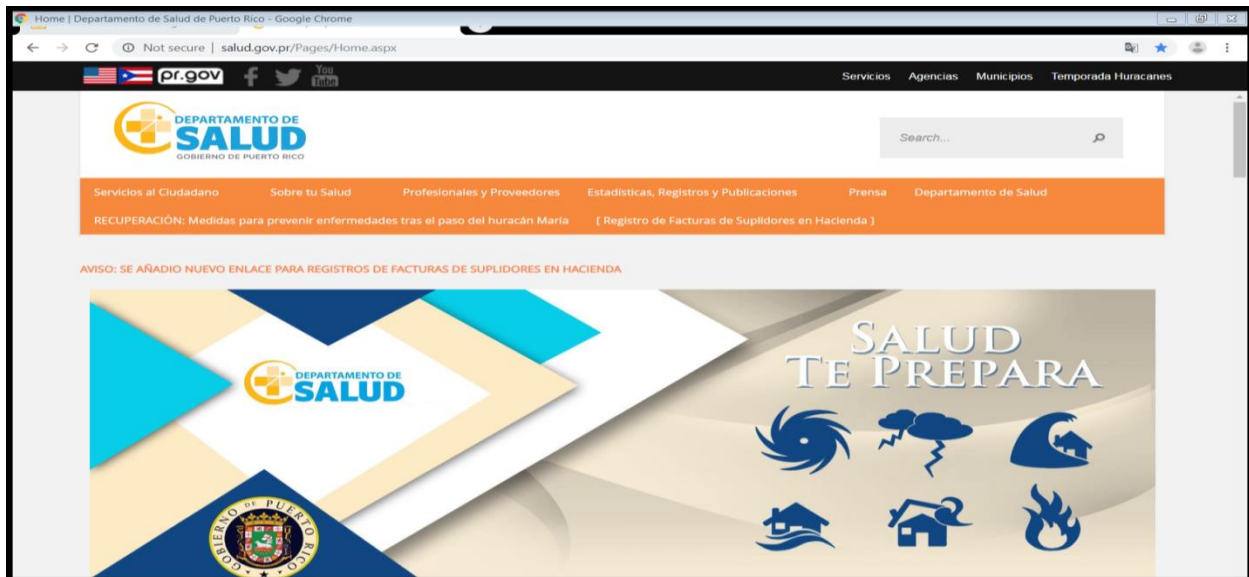 Home | Departamento de Salud de Puerto Rico - Google Chrome
Not secure | salud.gov.pr/Pages/Home.aspx
pr.gov f You Tube Servicios Agencias Municipios Temporada Huracanes
DEPARTAMENTO DE
SALUD
GOBIERNO DE PUERTO RICO
Search...
Servicios al Ciudadano Sobre tu Salud Profesionales y Proveedores Estadísticas, Registros y Publicaciones Prensa Departamento de Salud
RECUPERACIÓN: Medidas para prevenir enfermedades tras el paso del huracán María [ Registro de Facturas de Suplidores en Hacienda ]
AVISO: SE AÑADIO NUEVO ENLACE PARA REGISTROS DE FACTURAS DE SUPLIDORES EN HACIENDA
SALUD
TE PREPARA
DEPARTAMENTO DE
SALUD
GOBIERNO DE PUERTO RICO